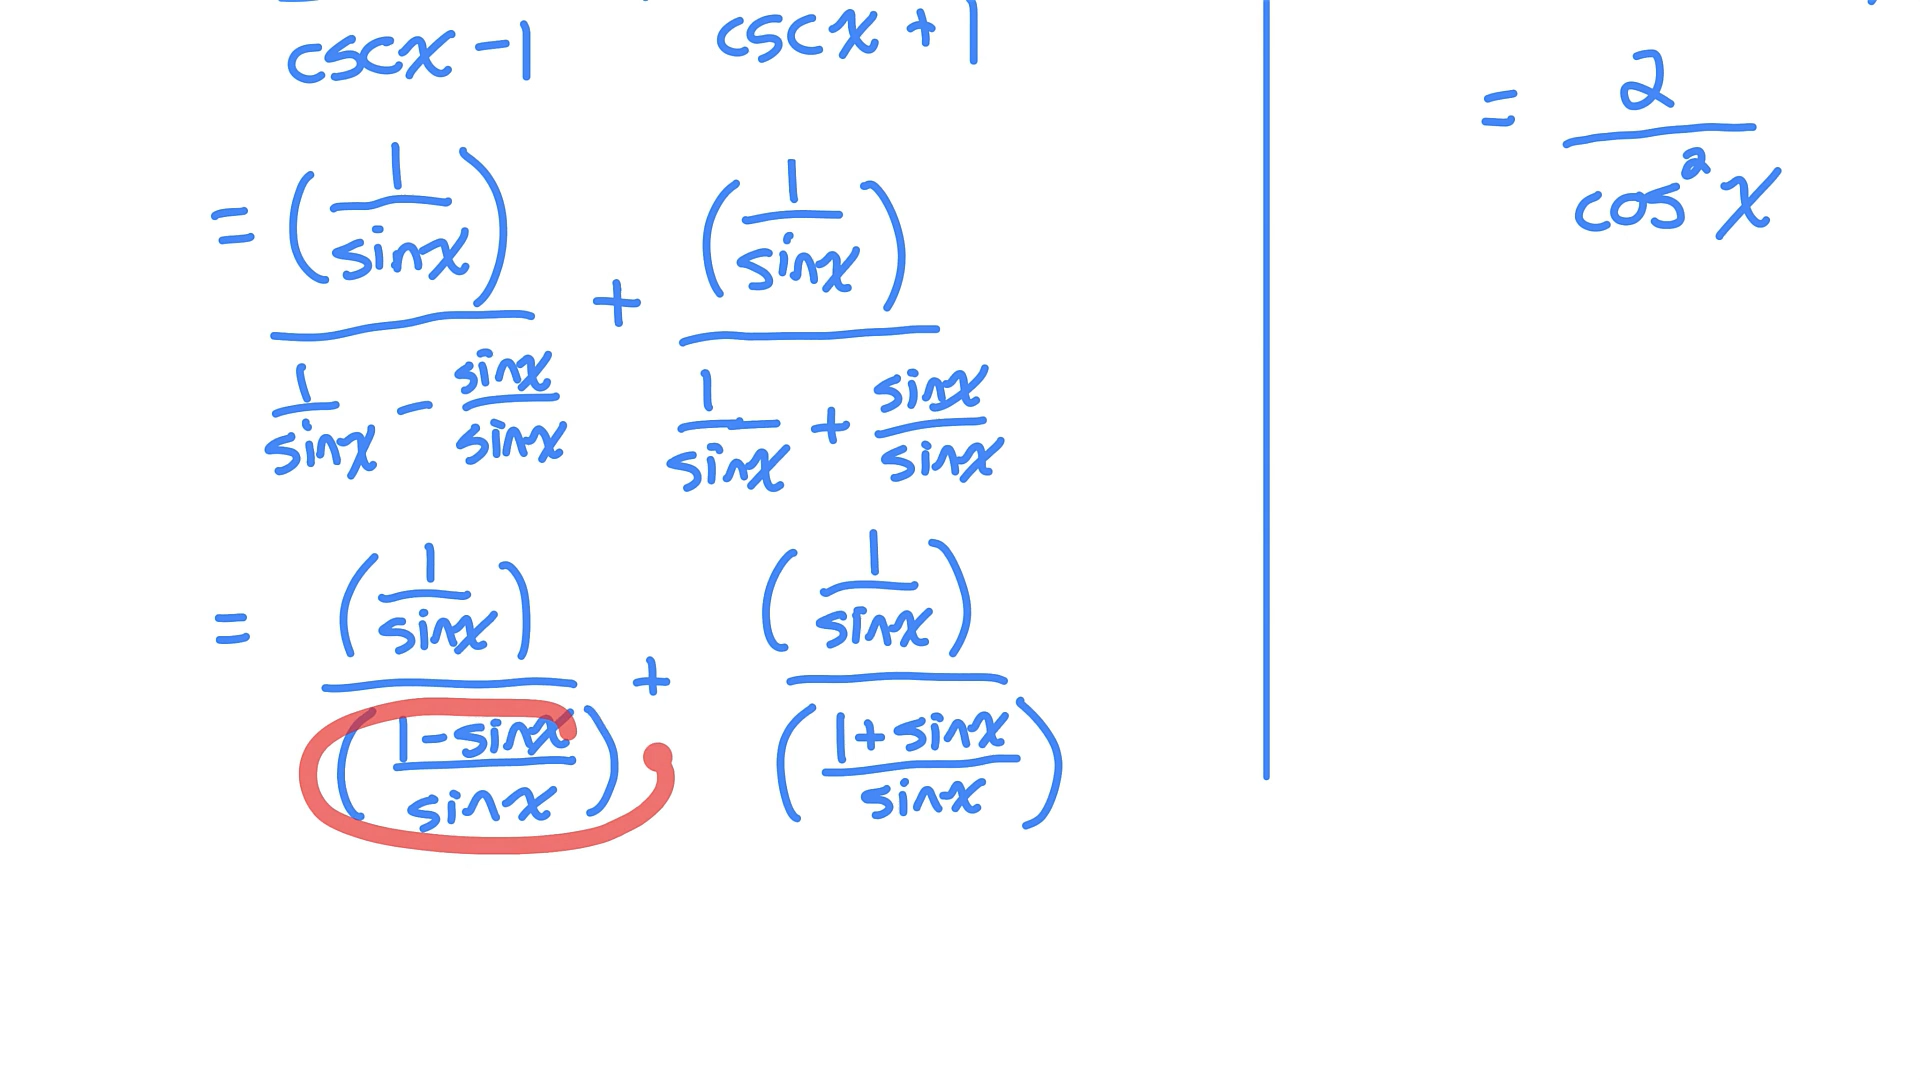 cscx - 1 cscx + 1
= (1/sinx) / (1/sinx - sinx/sinx) + (1/sinx) / (1/sinx + sinx/sinx)
= (1/sinx) / ((1-sinx)/sinx) + (1/sinx) / ((1+sinx)/sinx)
= 2/cos²x